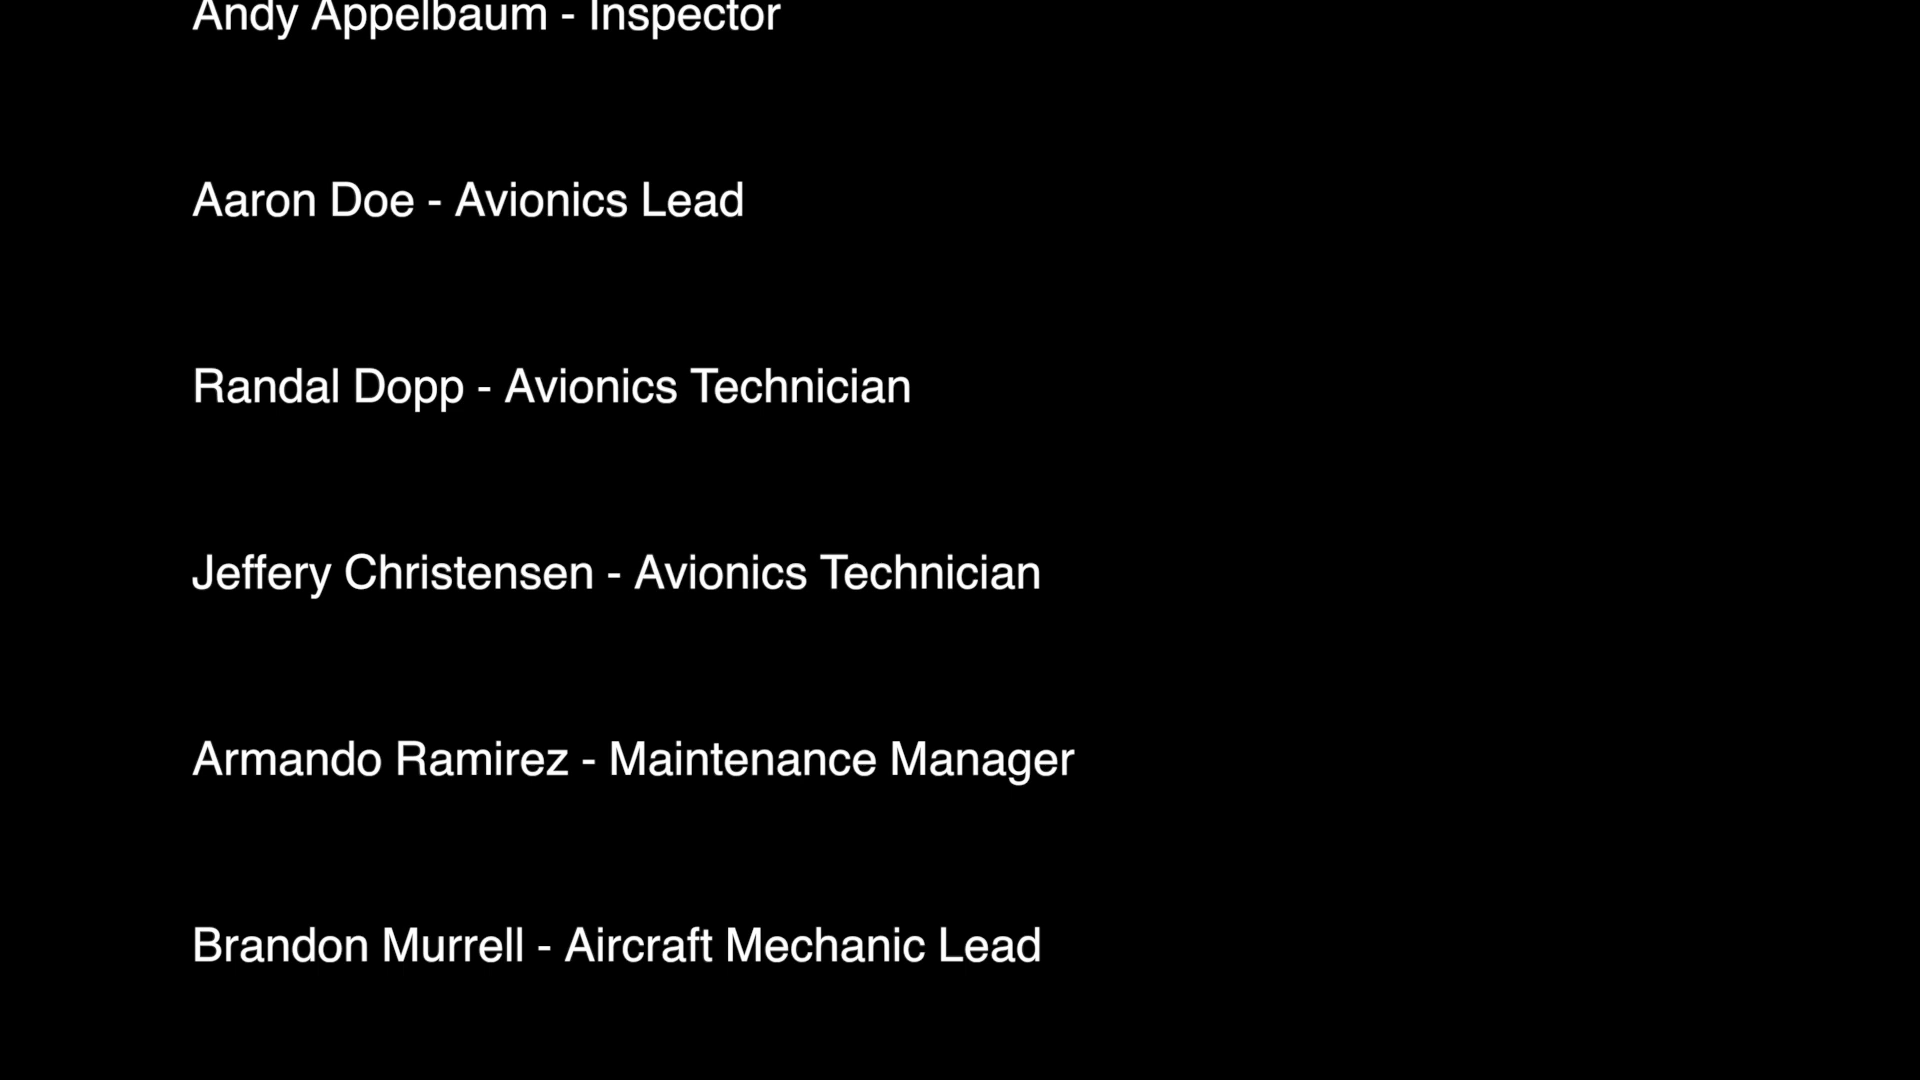 Andy Appelbaum - Inspector
Aaron Doe - Avionics Lead
Randal Dopp - Avionics Technician
Jeffery Christensen - Avionics Technician
Armando Ramirez - Maintenance Manager
Brandon Murrell - Aircraft Mechanic Lead